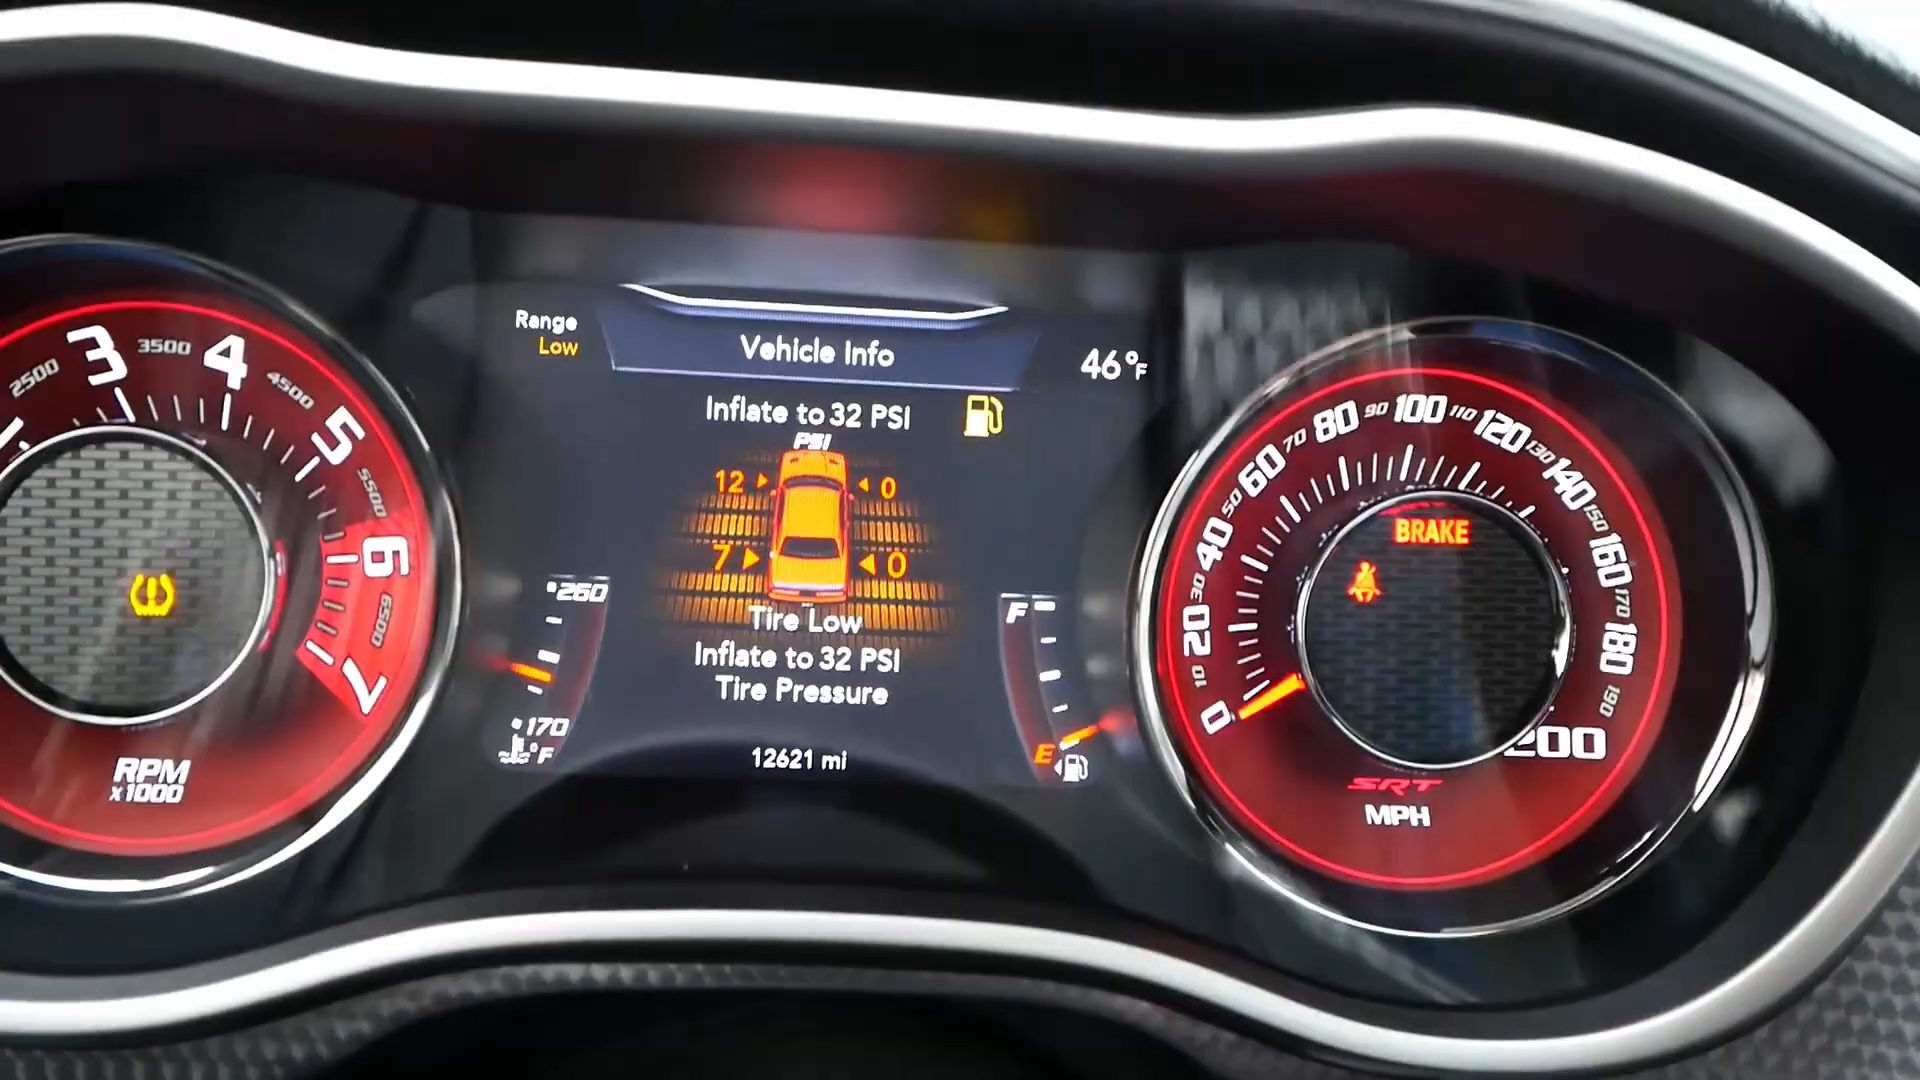 2500
3
3500
4
4500
5
5500
6
6500
7
RPM
x1000
Range
Low
Vehicle Info
46°F
Inflate to 32 PSI
PSI
12 0
7 0
Tire Low
Inflate to 32 PSI
Tire Pressure
12621 mi
260
170
°F
F
E
0
10
20
30
40
50
60
70
80
90
100
110
120
130
140
150
160
170
180
190
200
BRAKE
SRT
MPH